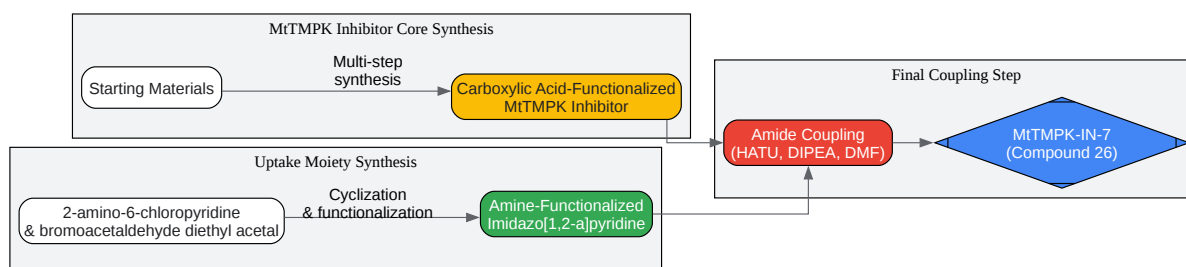 MtTMPK Inhibitor Core Synthesis
Starting Materials
Multi-step
synthesis
Carboxylic Acid-Functionalized
MtTMPK Inhibitor
Uptake Moiety Synthesis
2-amino-6-chloropyridine
& bromoacetaldehyde diethyl acetal
Cyclization
& functionalization
Amine-Functionalized
Imidazo[1,2-a]pyridine
Final Coupling Step
Amide Coupling
(HATU, DIPEA, DMF)
MtTMPK-IN-7
(Compound 26)